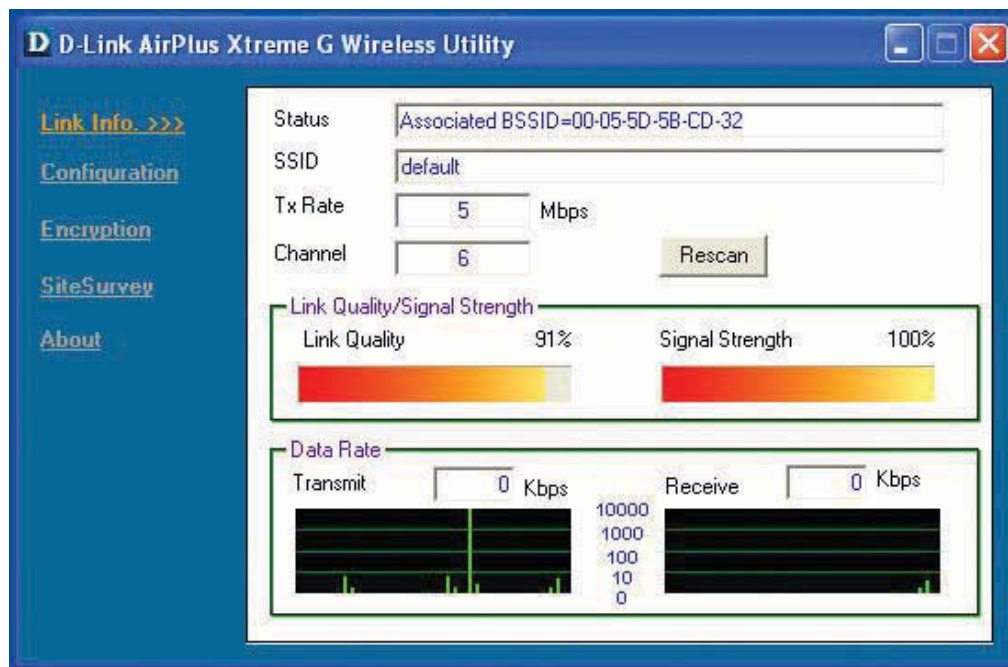 D D-Link AirPlus Xtreme G Wireless Utility
Link Info. >>>
Configuration
Encryption
SiteSurvey
About
Status Associated BSSID=00-05-5D-5B-CD-32
SSID default
Tx Rate 5 Mbps
Channel 6 Rescan
Link Quality/Signal Strength
Link Quality 91% Signal Strength 100%
Data Rate
Transmit 0 Kbps Receive 0 Kbps
10000
1000
100
10
0